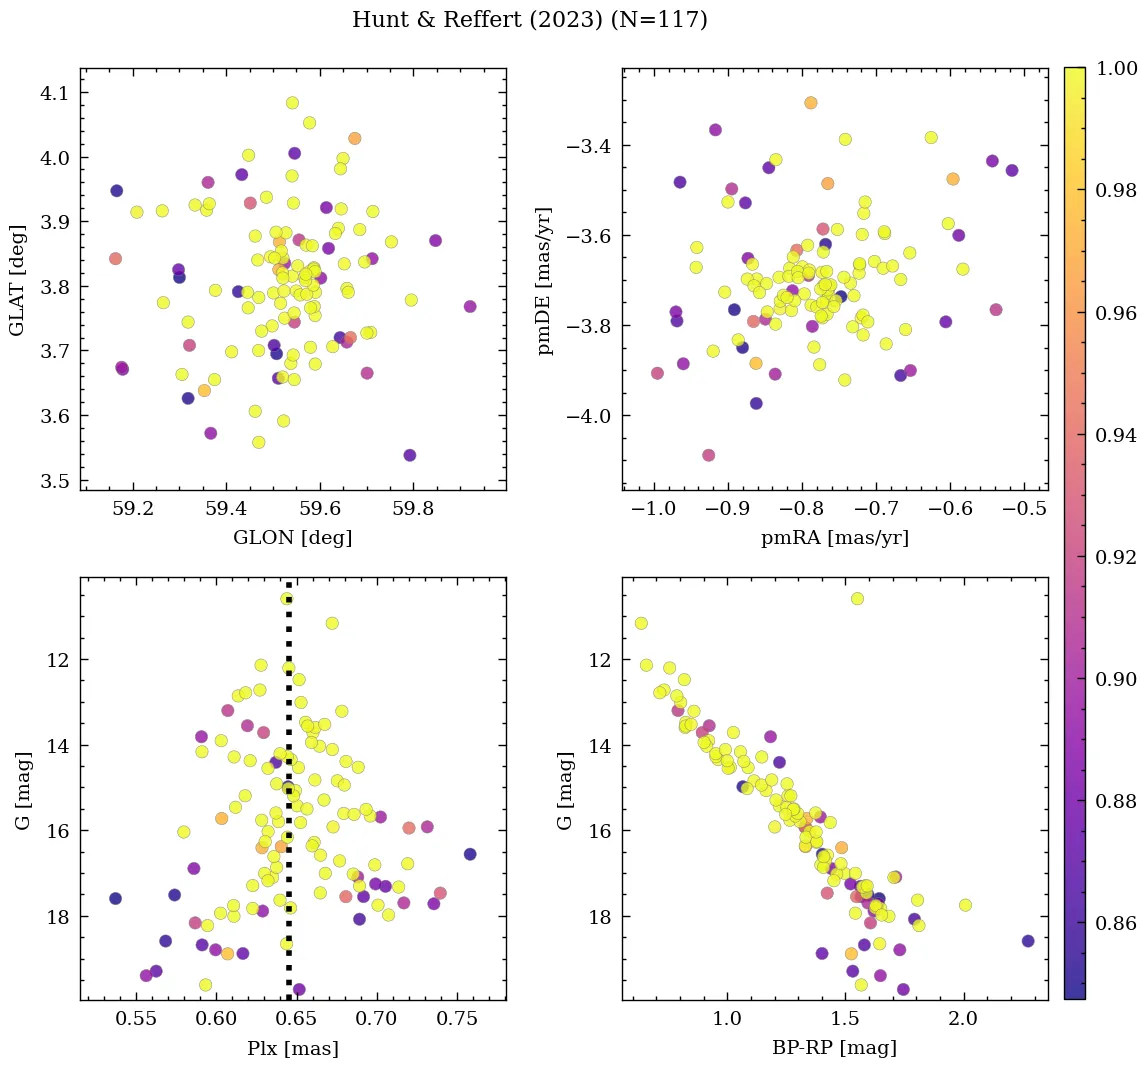 Hunt & Reffert (2023) (N=117)
4.1
4.0
3.9
3.8
3.7
3.6
3.5
GLAT [deg]
59.2 59.4 59.6 59.8
GLON [deg]
−3.4
−3.6
−3.8
−4.0
pmDE [mas/yr]
−1.0 −0.9 −0.8 −0.7 −0.6 −0.5
pmRA [mas/yr]
12
14
16
18
G [mag]
0.55 0.60 0.65 0.70 0.75
Plx [mas]
12
14
16
18
G [mag]
1.0 1.5 2.0
BP-RP [mag]
1.00
0.98
0.96
0.94
0.92
0.90
0.88
0.86